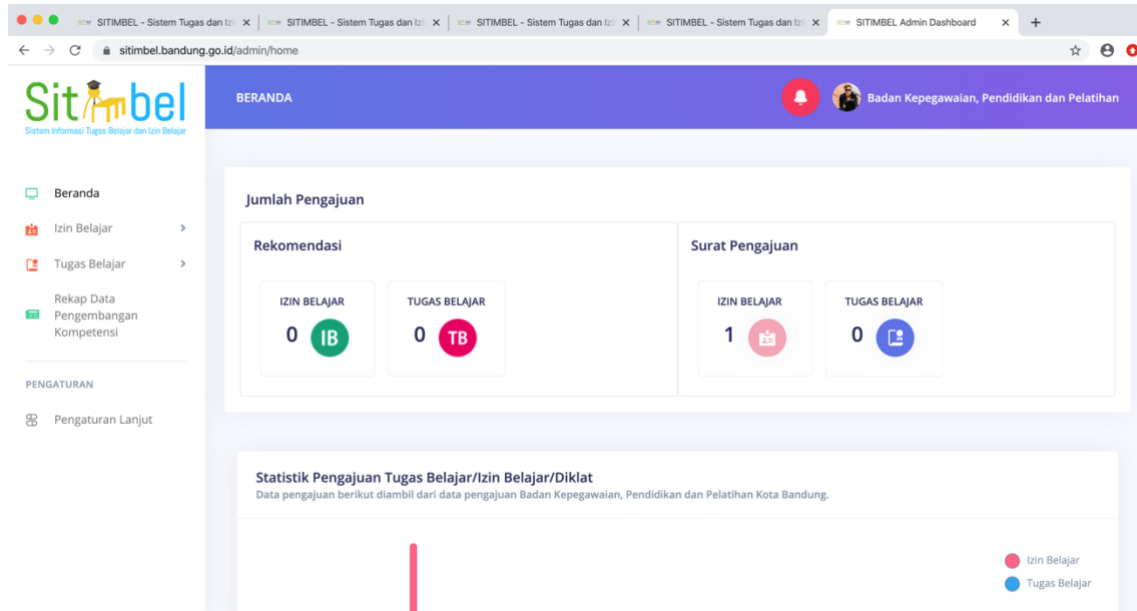 SITIMBEL - Sistem Tugas dan Izi
SITIMBEL - Sistem Tugas dan Izi
SITIMBEL - Sistem Tugas dan Izi
SITIMBEL - Sistem Tugas dan Izi
SITIMBEL Admin Dashboard
sitimbel.bandung.go.id/admin/home
Sitimbel
Sistem Informasi Tugas Belajar dan Izin Belajar
BERANDA
Badan Kepegawaian, Pendidikan dan Pelatihan
Beranda
Izin Belajar
Tugas Belajar
Rekap Data
Pengembangan
Kompetensi
PENGATURAN
Pengaturan Lanjut
Jumlah Pengajuan
Rekomendasi
IZIN BELAJAR
0 IB
TUGAS BELAJAR
0 TB
Surat Pengajuan
IZIN BELAJAR
1
TUGAS BELAJAR
0
Statistik Pengajuan Tugas Belajar/Izin Belajar/Diklat
Data pengajuan berikut diambil dari data pengajuan Badan Kepegawaian, Pendidikan dan Pelatihan Kota Bandung.
Izin Belajar
Tugas Belajar